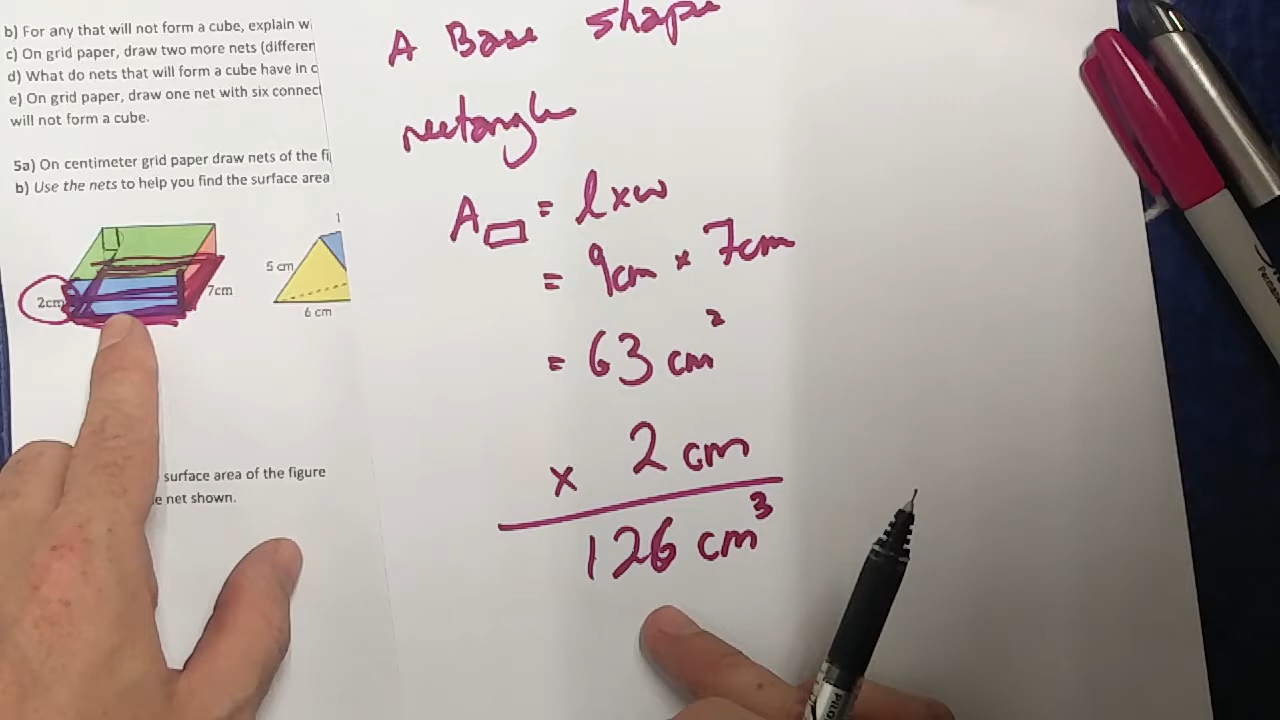 b) For any that will not form a cube, explain w
c) On grid paper, draw two more nets (differen
d) What do nets that will form a cube have in c
e) On grid paper, draw one net with six connect
will not form a cube.
5a) On centimeter grid paper draw nets of the fi
b) Use the nets to help you find the surface area
2cm
7cm
5 cm
1
6 cm
surface area of the figure
e net shown.
A Base shape
rectangle
A▭ = l x w
= 9cm x 7cm
= 63 cm²
x 2 cm
126 cm³